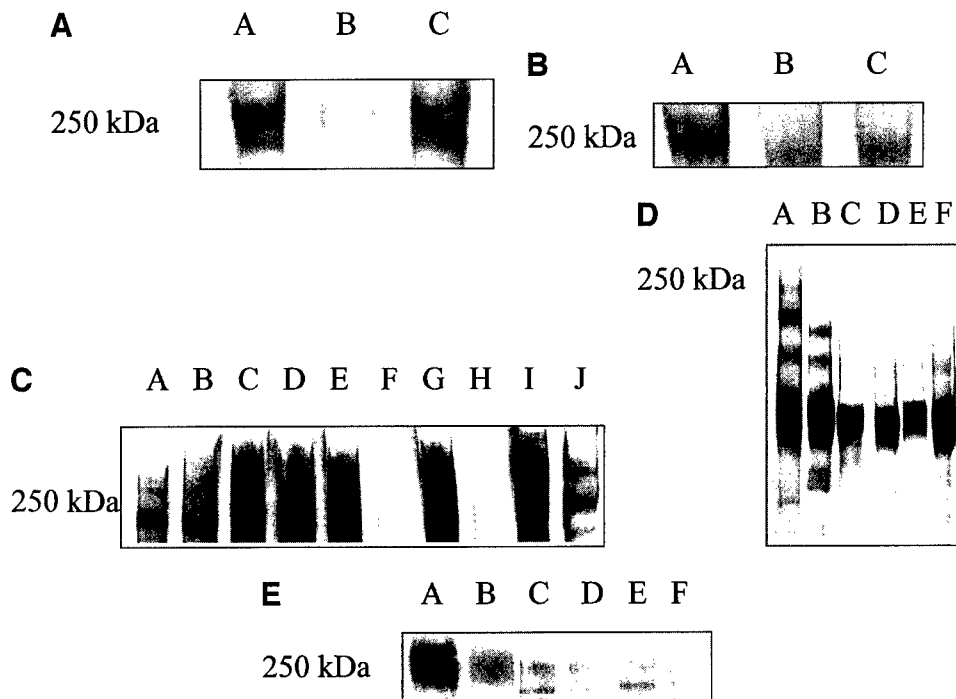 A
A B C
250 kDa
B
A B C
250 kDa
D
A B C D E F
250 kDa
C
A B C D E F G H I J
250 kDa
E
A B C D E F
250 kDa